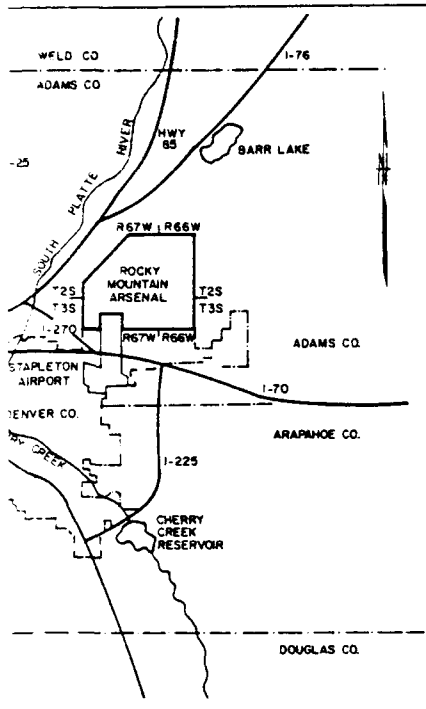 WELD CO
ADAMS CO
I-76
HWY
85
BARR LAKE
-25
SOUTH PLATTE RIVER
R67W R66W
ROCKY
MOUNTAIN
ARSENAL
T2S
T3S
T2S
T3S
I-270
R67W R66W
ADAMS CO.
STAPLETON
AIRPORT
I-70
DENVER CO.
ARAPAHOE CO.
RY CREEK
I-225
CHERRY
CREEK
RESERVOIR
DOUGLAS CO.